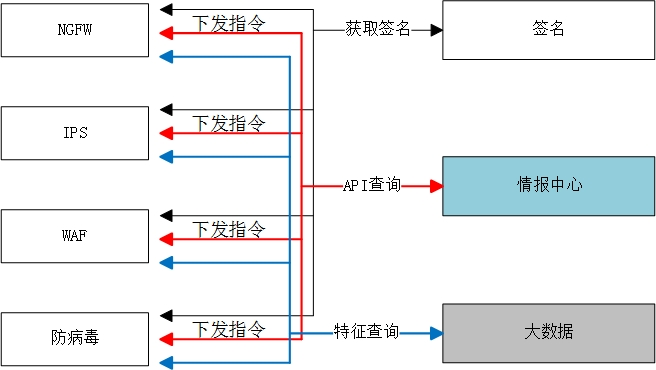 NGFW
下发指令
获取签名
签名
IPS
下发指令
API查询
情报中心
WAF
下发指令
防病毒
下发指令
特征查询
大数据